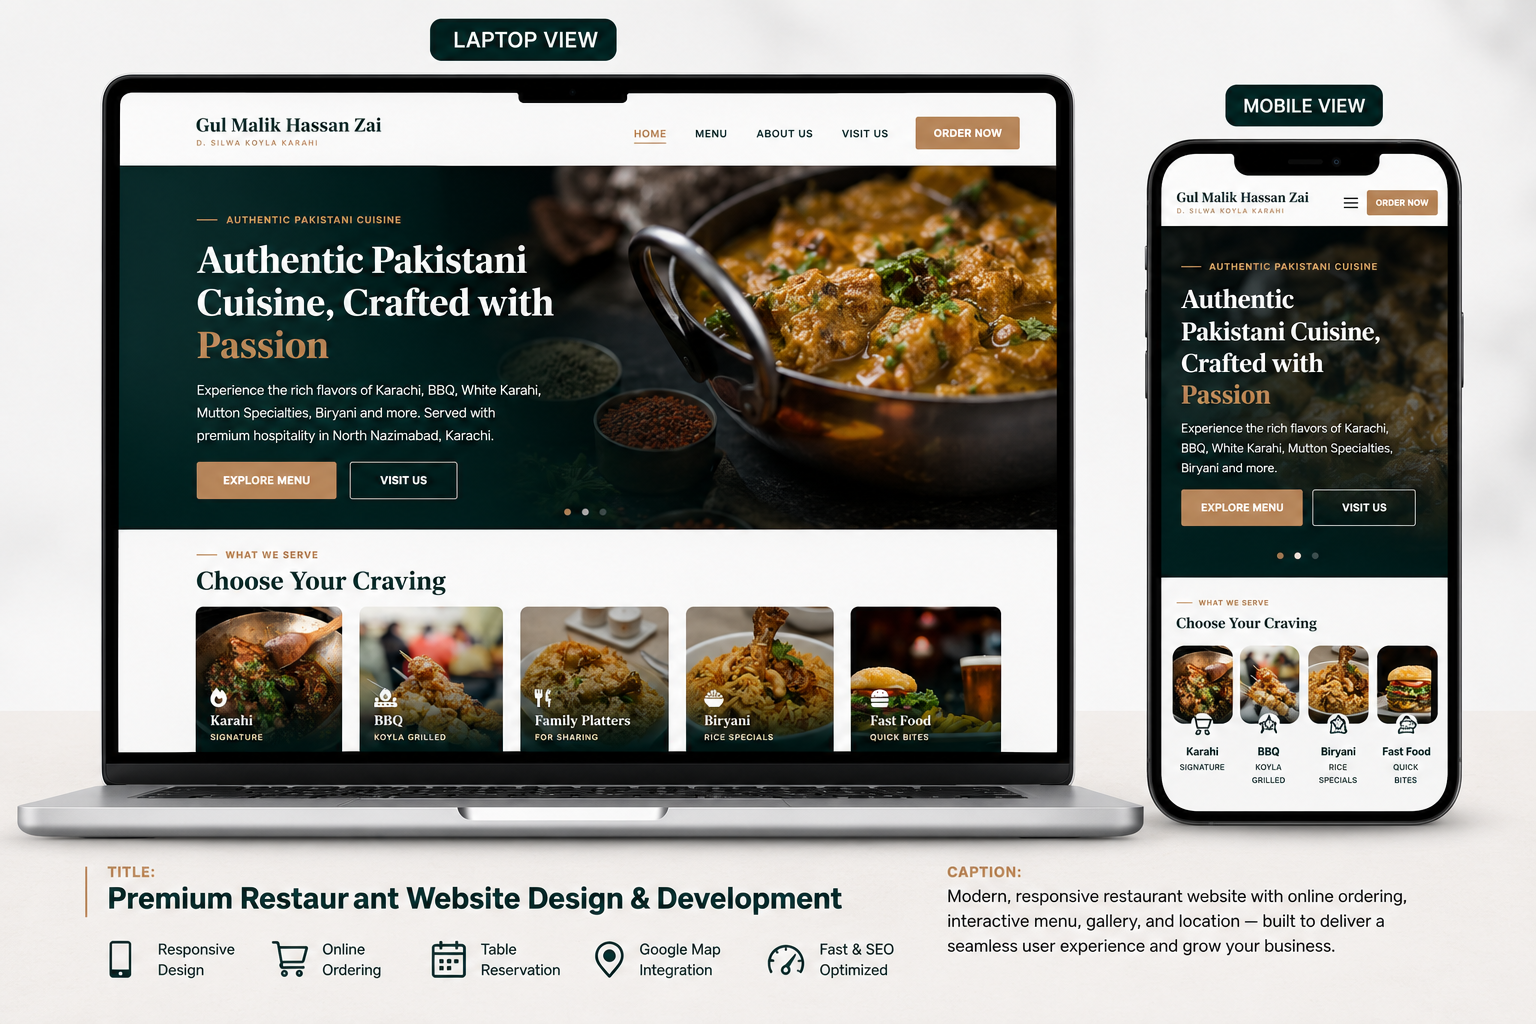 LAPTOP VIEW
Gul Malik Hassan Zai
D. SILWA KOYLA KARAHI
HOME
MENU
ABOUT US
VISIT US
ORDER NOW
AUTHENTIC PAKISTANI CUISINE
Authentic Pakistani
Cuisine, Crafted with
Passion
Experience the rich flavors of Karachi, BBQ, White Karahi,
Mutton Specialties, Biryani and more. Served with
premium hospitality in North Nazimabad, Karachi.
EXPLORE MENU
VISIT US
WHAT WE SERVE
Choose Your Craving
Karahi
SIGNATURE
BBQ
KOYLA GRILLED
Family Platters
FOR SHARING
Biryani
RICE SPECIALS
Fast Food
QUICK BITES
MOBILE VIEW
Gul Malik Hassan Zai
D. SILWA KOYLA KARAHI
ORDER NOW
AUTHENTIC PAKISTANI CUISINE
Authentic
Pakistani Cuisine,
Crafted with
Passion
Experience the rich flavors of Karachi,
BBQ, White Karahi, Mutton Specialties,
Biryani and more.
EXPLORE MENU
VISIT US
WHAT WE SERVE
Choose Your Craving
Karahi
SIGNATURE
BBQ
KOYLA
GRILLED
Biryani
RICE
SPECIALS
Fast Food
QUICK
BITES
TITLE:
Premium Restaurant Website Design & Development
Responsive
Design
Online
Ordering
Table
Reservation
Google Map
Integration
Fast & SEO
Optimized
CAPTION:
Modern, responsive restaurant website with online ordering,
interactive menu, gallery, and location — built to deliver a
seamless user experience and grow your business.